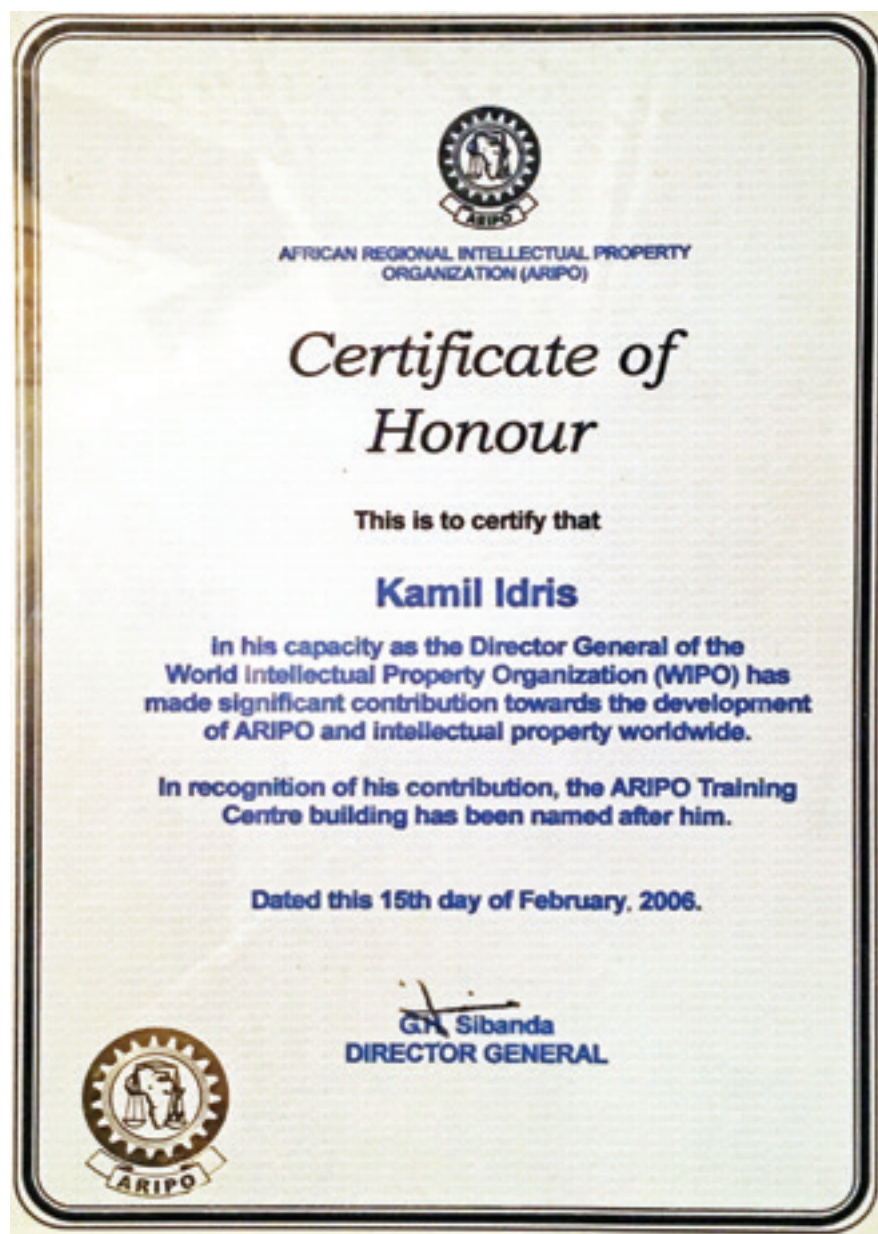 ARIPO
AFRICAN REGIONAL INTELLECTUAL PROPERTY
ORGANIZATION (ARIPO)
Certificate of
Honour
This is to certify that
Kamil Idris
in his capacity as the Director General of the
World Intellectual Property Organization (WIPO) has
made significant contribution towards the development
of ARIPO and intellectual property worldwide.
In recognition of his contribution, the ARIPO Training
Centre building has been named after him.
Dated this 15th day of February, 2006.
G.H. Sibanda
DIRECTOR GENERAL
ARIPO